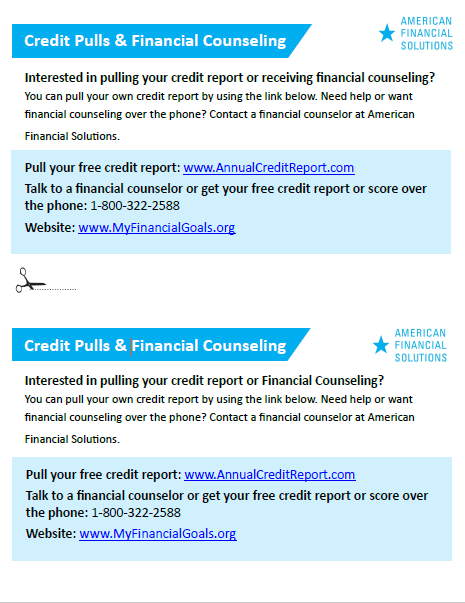 Credit Pulls & Financial Counseling
AMERICAN
FINANCIAL
SOLUTIONS
Interested in pulling your credit report or receiving financial counseling?
You can pull your own credit report by using the link below. Need help or want
financial counseling over the phone? Contact a financial counselor at American
Financial Solutions.
Pull your free credit report: www.AnnualCreditReport.com
Talk to a financial counselor or get your free credit report or score over
the phone: 1-800-322-2588
Website: www.MyFinancialGoals.org
Credit Pulls & Financial Counseling
AMERICAN
FINANCIAL
SOLUTIONS
Interested in pulling your credit report or Financial Counseling?
You can pull your own credit report by using the link below. Need help or want
financial counseling over the phone? Contact a financial counselor at American
Financial Solutions.
Pull your free credit report: www.AnnualCreditReport.com
Talk to a financial counselor or get your free credit report or score over
the phone: 1-800-322-2588
Website: www.MyFinancialGoals.org